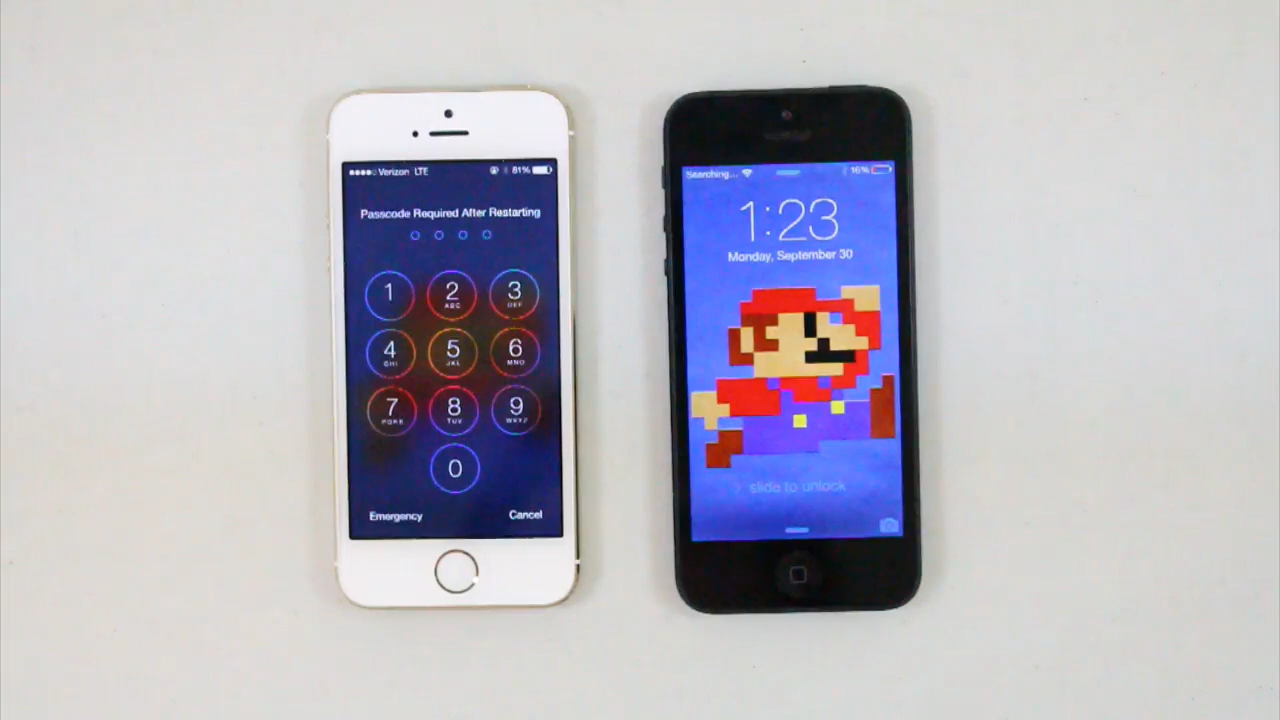 Verizon LTE 81%
Passcode Required After Restarting
1 2 3
ABC DEF
4 5 6
GHI JKL MNO
7 8 9
PQRS TUV WXYZ
0
Emergency Cancel
Searching... 16%
1:23
Monday, September 30
slide to unlock